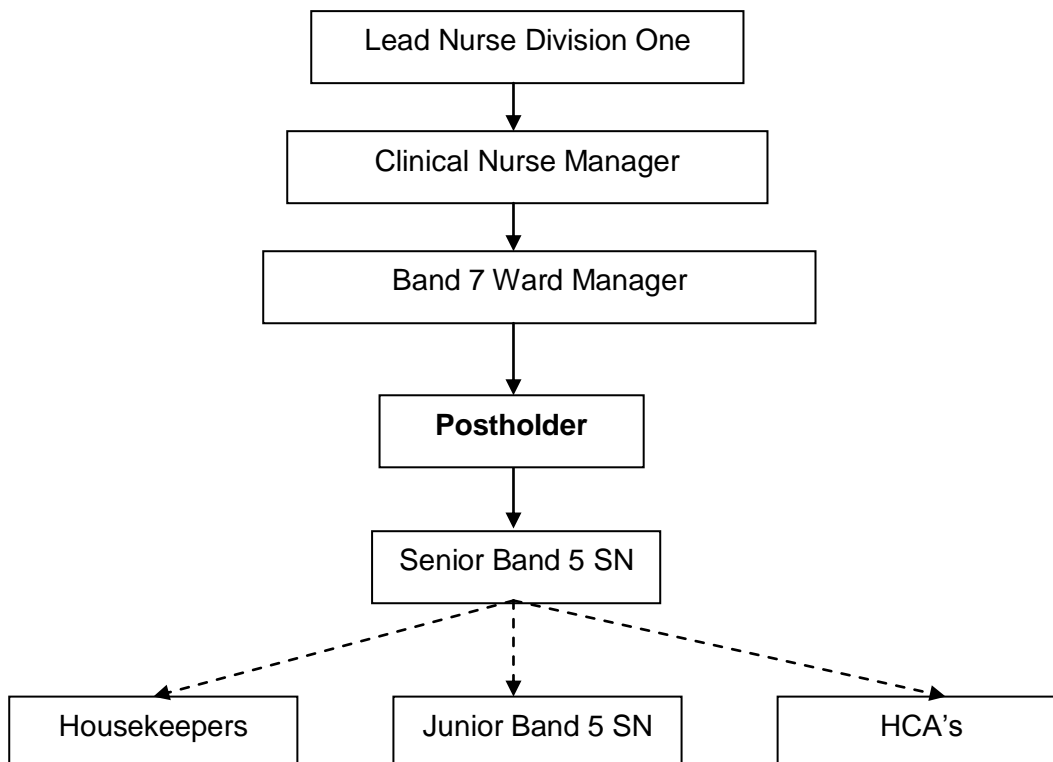 Lead Nurse Division One
Clinical Nurse Manager
Band 7 Ward Manager
Postholder
Senior Band 5 SN
Housekeepers
Junior Band 5 SN
HCA’s